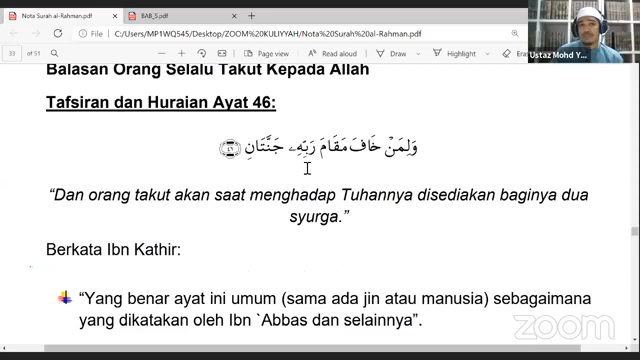 Nota Surah al-Rahman.pdf
BAB_5.pdf
File
C:/Users/MP1WQ545/Desktop/ZOOM%20KULIYYAH/Nota%20Surah%20al-Rahman.pdf
33 of 51
Page view
Read aloud
Draw
Highlight
Erase
Ustaz Mohd Y...
Balasan Orang Selalu Takut Kepada Allah
Tafsiran dan Huraian Ayat 46:
وَلِمَنْ خَافَ مَقَامَ رَبِّهِۦ جَنَّتَانِ ٤٦
“Dan orang takut akan saat menghadap Tuhannya disediakan baginya dua
syurga.”
Berkata Ibn Kathir:
“Yang benar ayat ini umum (sama ada jin atau manusia) sebagaimana
yang dikatakan oleh Ibn `Abbas dan selainnya”.
zoom